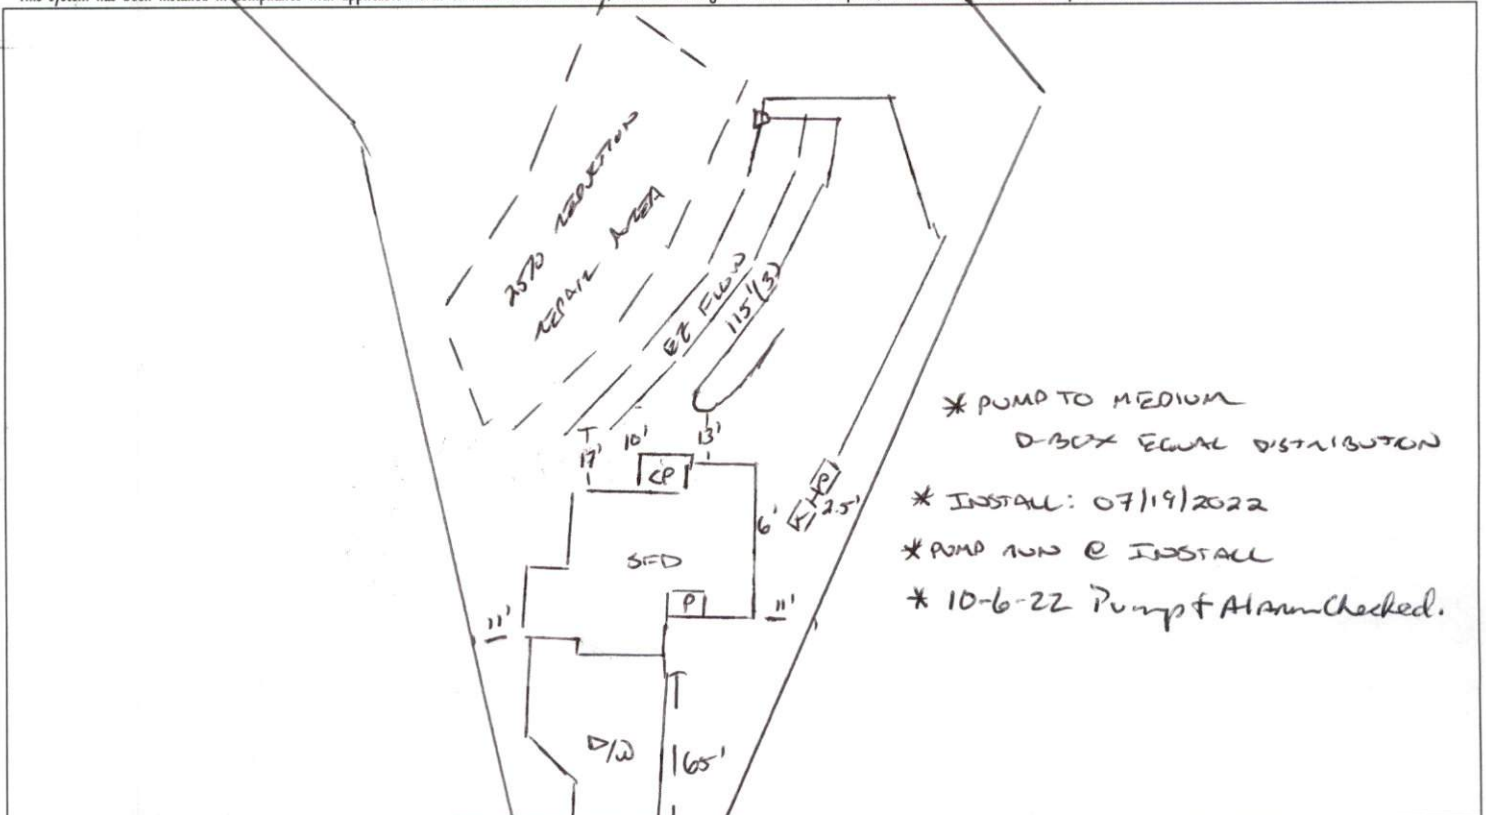 2570 REDUCTION
REPAIR AREA
EZ FLOW
115'(3)
17'
10'
13'
CP
P
T
2.5'
6'
SFD
P
11'
11'
D/W
65'
* PUMP TO MEDIUM
D-BOX EQUAL DISTRIBUTION
* INSTALL: 07/19/2022
* PUMP RUN @ INSTALL
* 10-6-22 Pump & Alarm Checked.